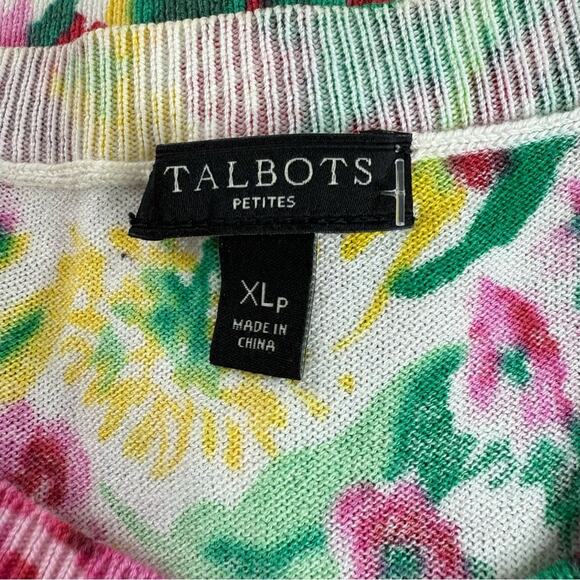 TALBOTS
PETITES
XLP
MADE IN
CHINA